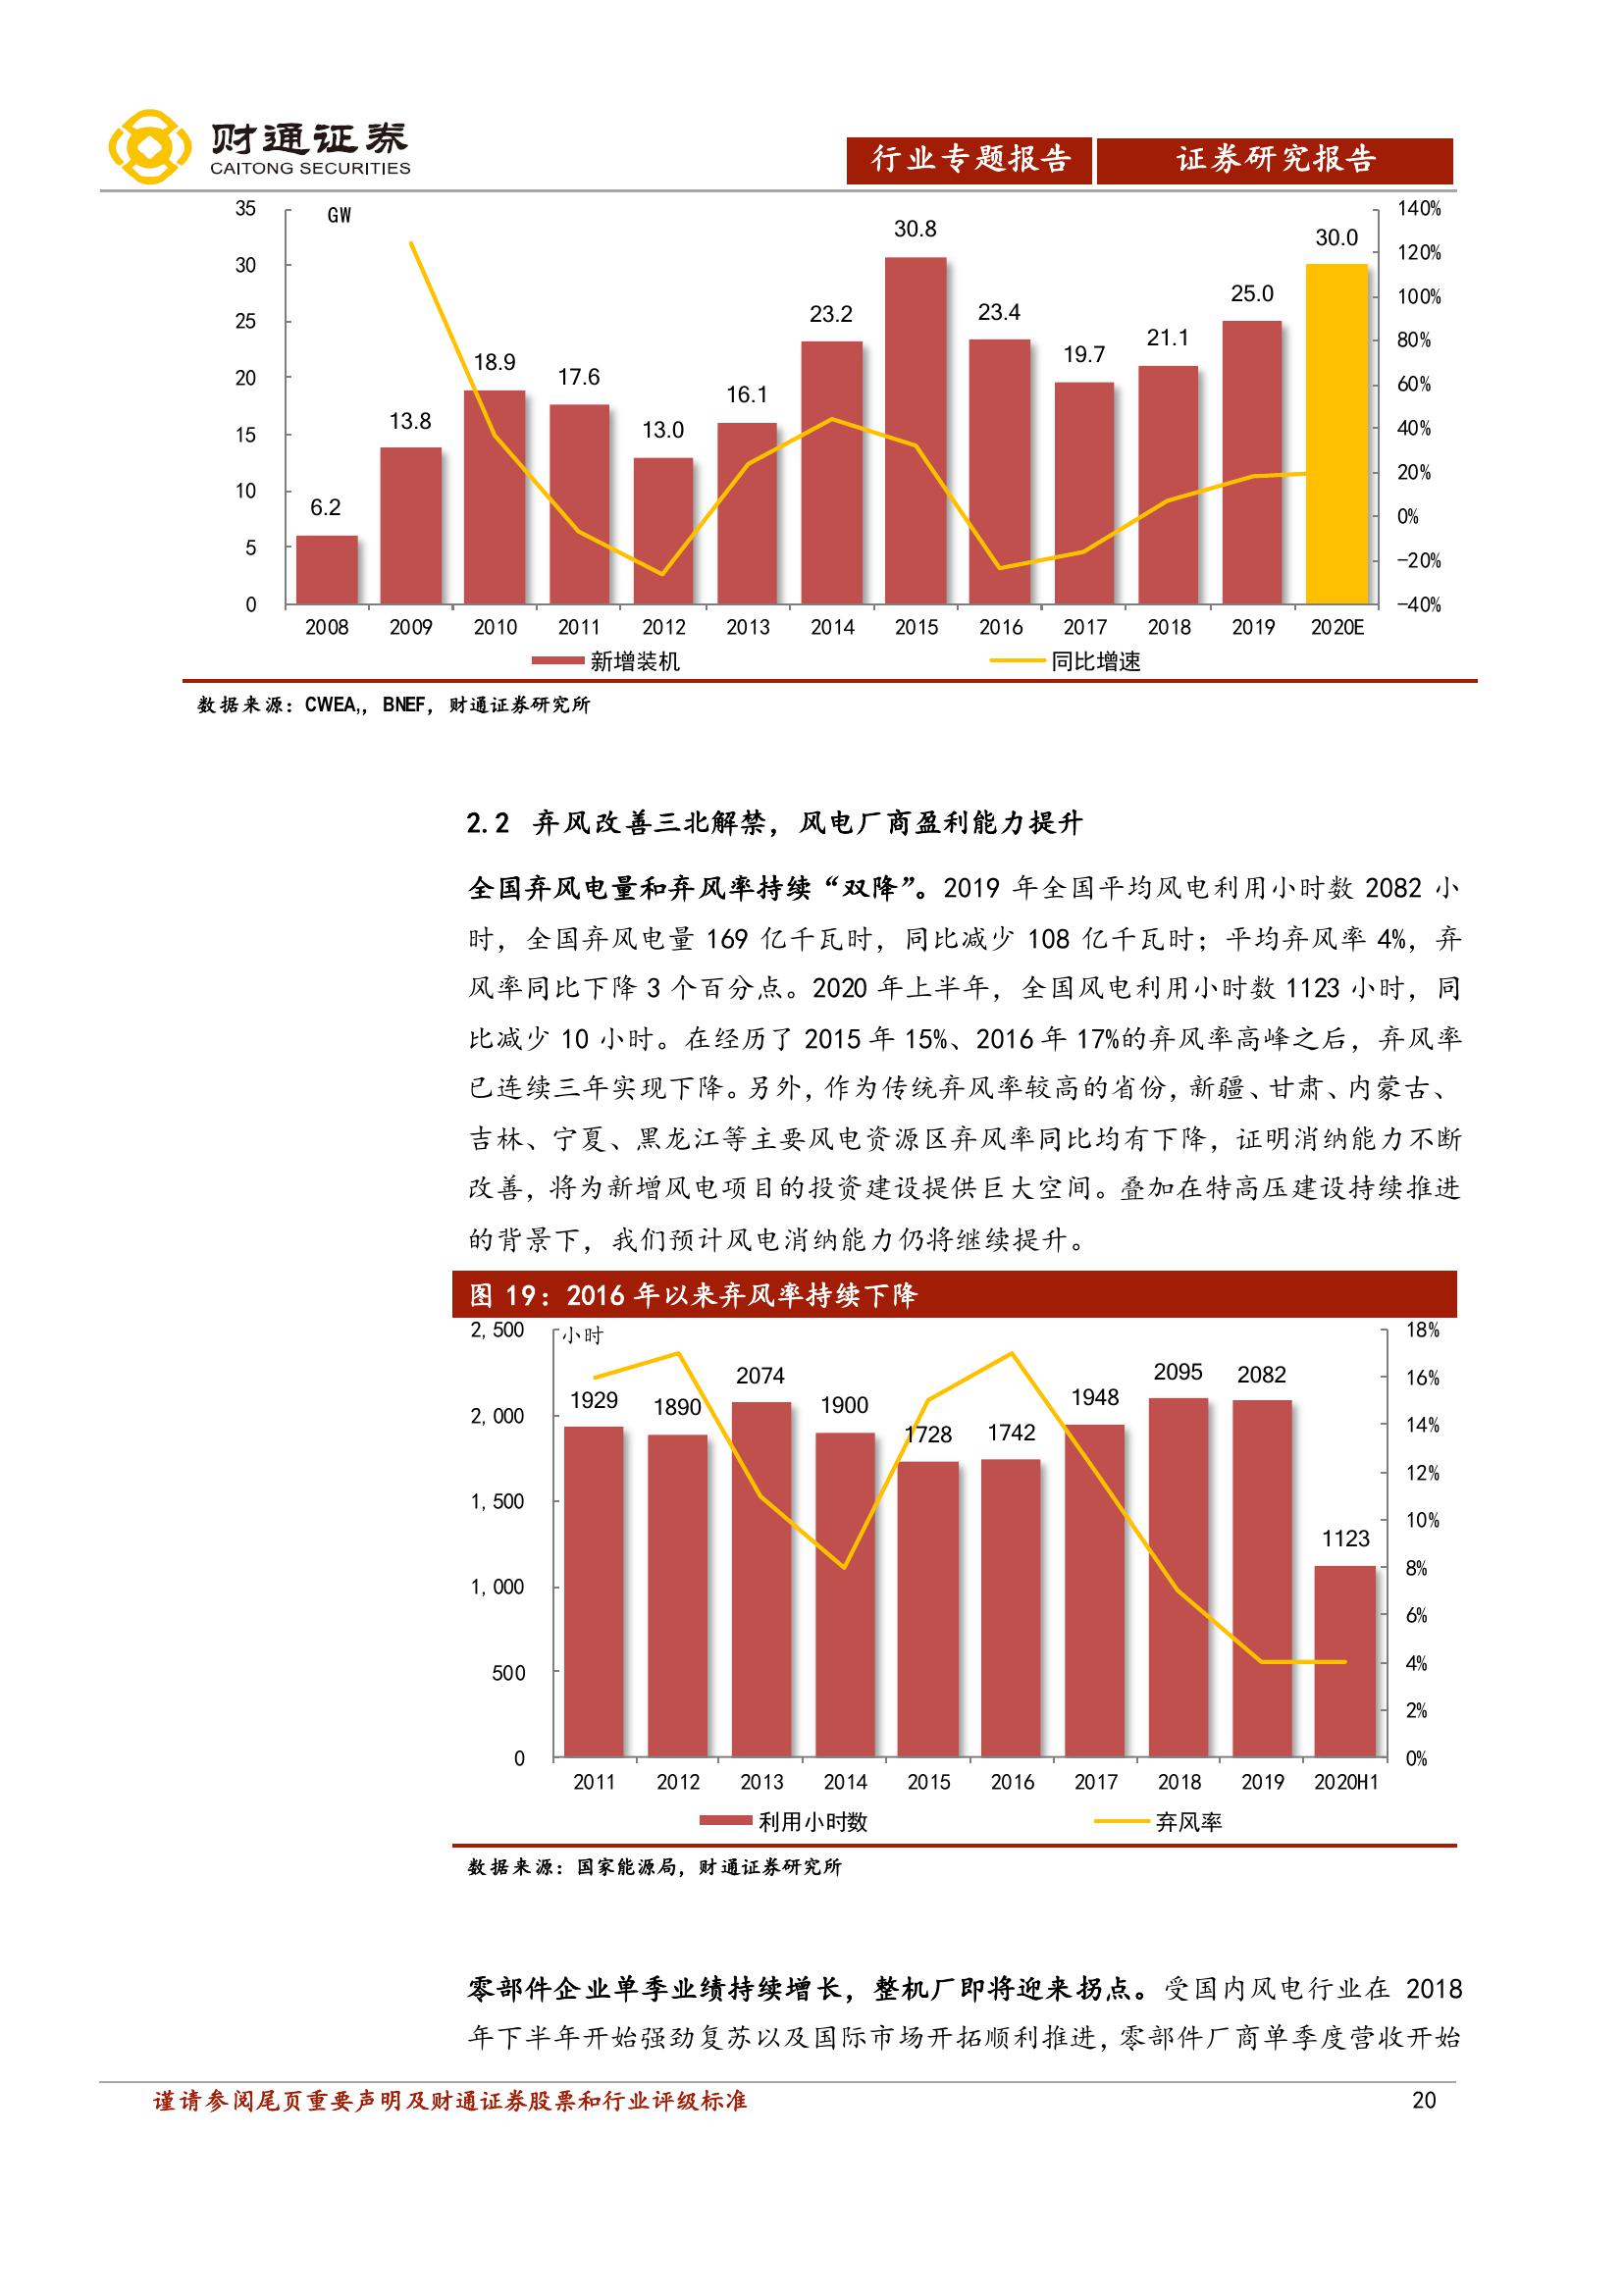 财通证券
CAITONG SECURITIES
行业专题报告 证券研究报告
GW
35
30
25
20
15
10
5
0
140%
120%
100%
80%
60%
40%
20%
0%
-20%
-40%
6.2 13.8 18.9 17.6 13.0 16.1 23.2 30.8 23.4 19.7 21.1 25.0 30.0
2008 2009 2010 2011 2012 2013 2014 2015 2016 2017 2018 2019 2020E
新增装机 同比增速
数据来源：CWEA,，BNEF，财通证券研究所
2.2 弃风改善三北解禁，风电厂商盈利能力提升
全国弃风电量和弃风率持续“双降”。2019 年全国平均风电利用小时数 2082 小
时，全国弃风电量 169 亿千瓦时，同比减少 108 亿千瓦时；平均弃风率 4%，弃
风率同比下降 3 个百分点。2020 年上半年，全国风电利用小时数 1123 小时，同
比减少 10 小时。在经历了 2015 年 15%、2016 年 17%的弃风率高峰之后，弃风率
已连续三年实现下降。另外，作为传统弃风率较高的省份，新疆、甘肃、内蒙古、
吉林、宁夏、黑龙江等主要风电资源区弃风率同比均有下降，证明消纳能力不断
改善，将为新增风电项目的投资建设提供巨大空间。叠加在特高压建设持续推进
的背景下，我们预计风电消纳能力仍将继续提升。
图 19：2016 年以来弃风率持续下降
小时
2,500
2,000
1,500
1,000
500
0
18%
16%
14%
12%
10%
8%
6%
4%
2%
0%
1929 1890 2074 1900 1728 1742 1948 2095 2082 1123
2011 2012 2013 2014 2015 2016 2017 2018 2019 2020H1
利用小时数 弃风率
数据来源：国家能源局，财通证券研究所
零部件企业单季业绩持续增长，整机厂即将迎来拐点。受国内风电行业在 2018
年下半年开始强劲复苏以及国际市场开拓顺利推进，零部件厂商单季度营收开始
谨请参阅尾页重要声明及财通证券股票和行业评级标准 20